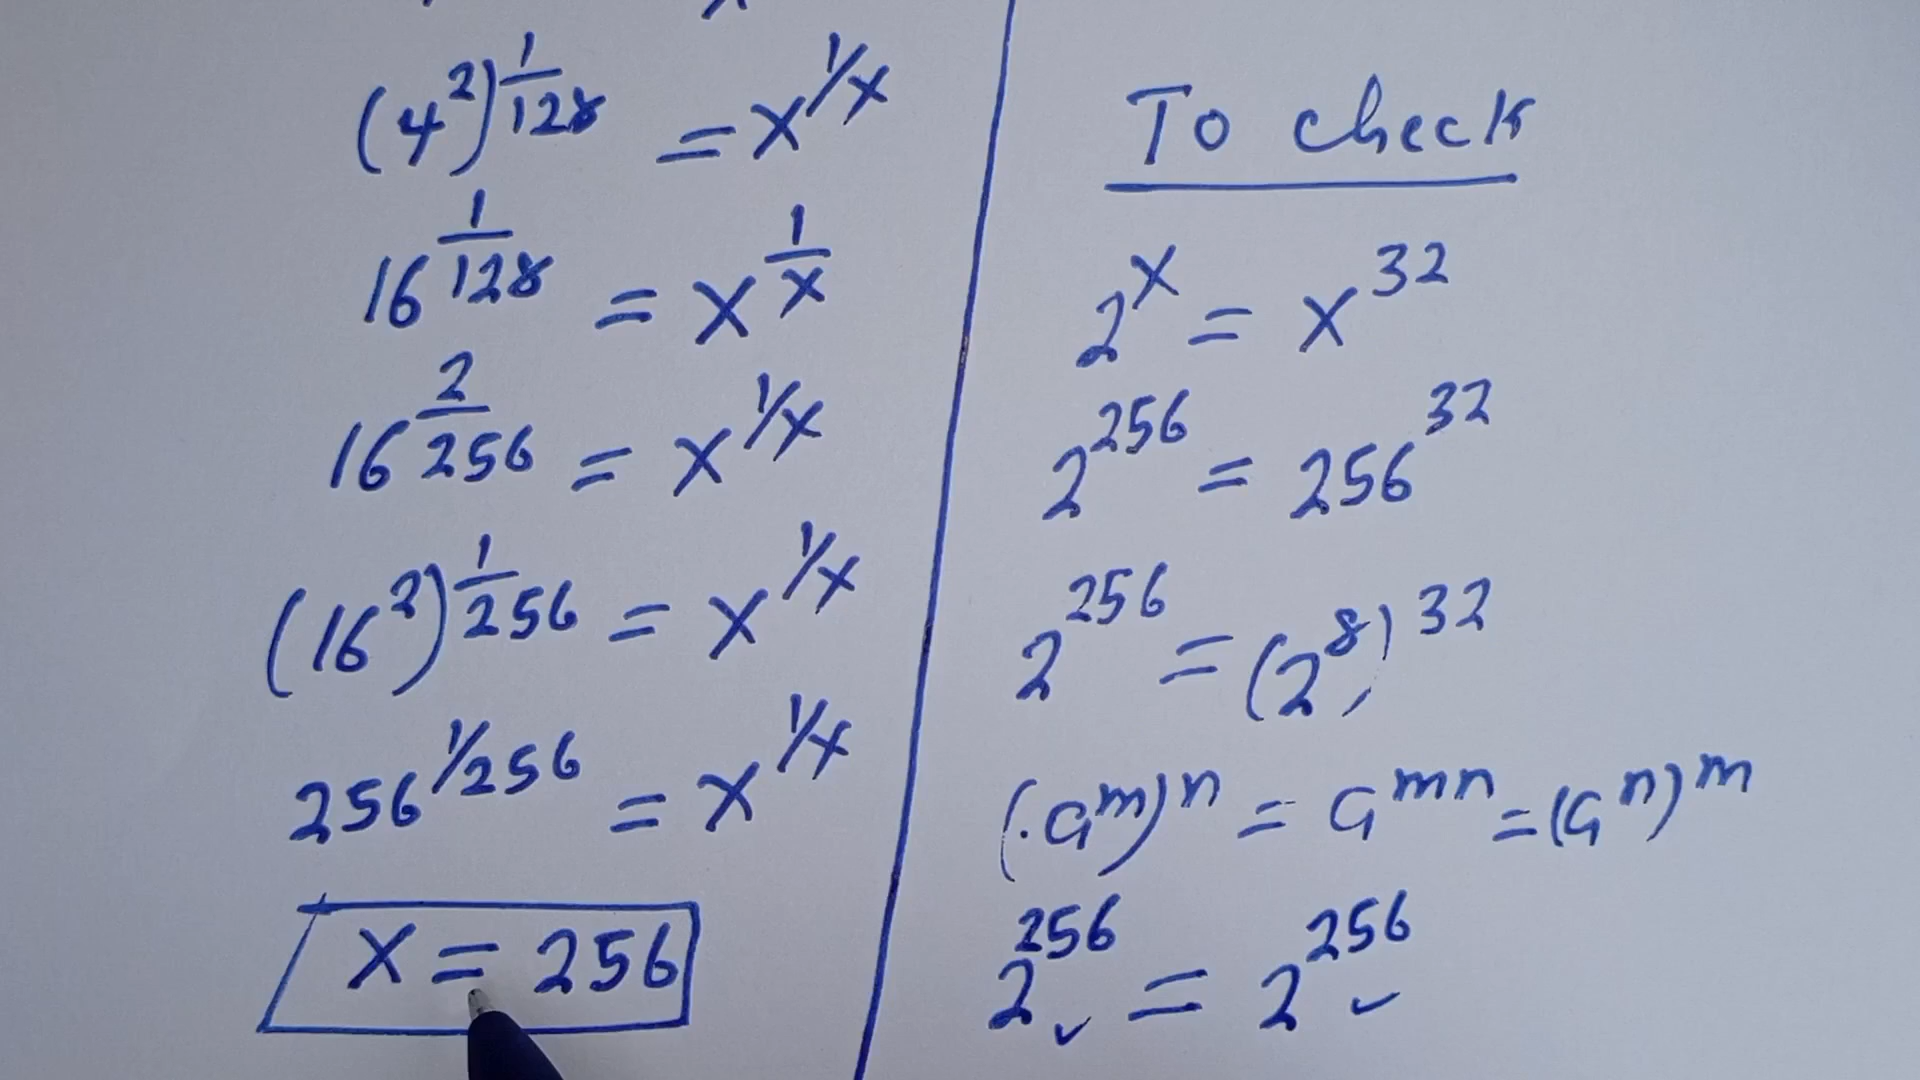 (4²)^(1/128) = x^(1/x)
16^(1/128) = x^(1/x)
16^(2/256) = x^(1/x)
(16²)^(1/256) = x^(1/x)
256^(1/256) = x^(1/x)
x = 256
To check
2^x = x^32
2^256 = 256^32
2^256 = (2^8)^32
(a^m)^n = a^mn = (a^n)^m
2^256 = 2^256